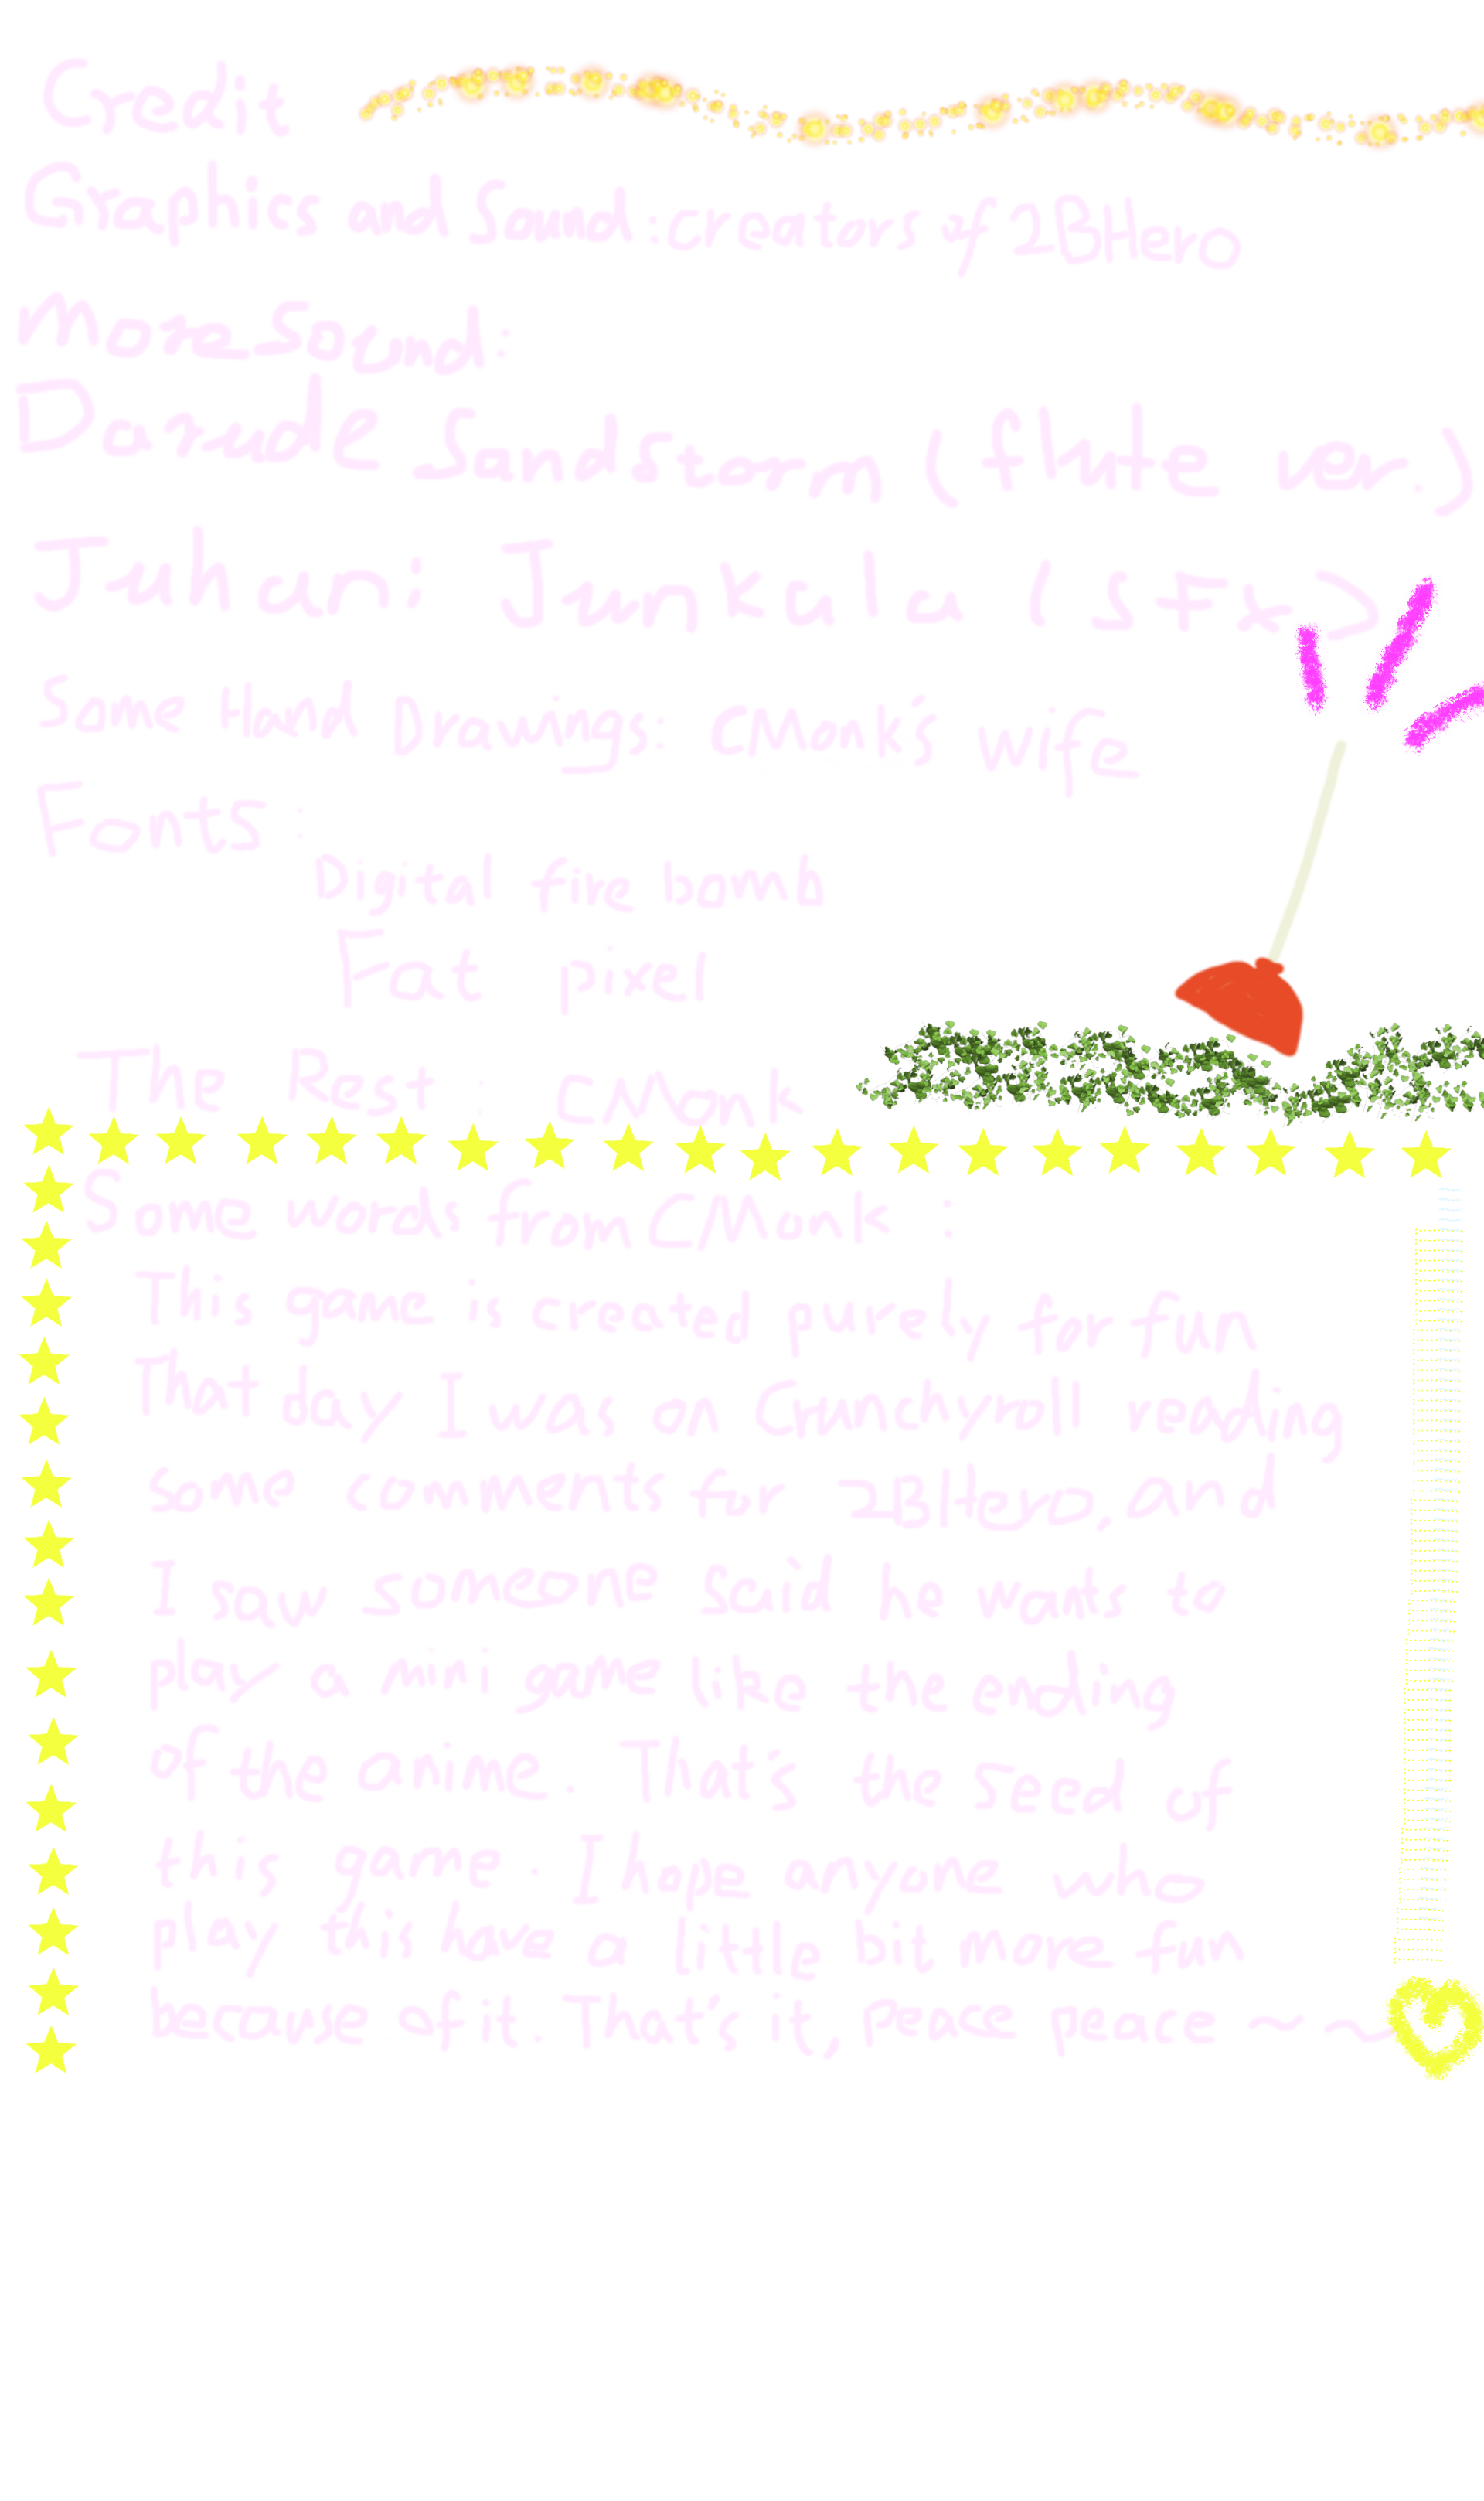 Credit
Graphics and Sound: creators of 2BHero
More Sound:
Darude Sandstorm (flute ver.)
Juhani Junkala (SFX)
Some Hand Drawings: CMonk's wife
Fonts:
Digital fire bomb
Fat pixel
The Rest: CMonk
Some words from CMonk:
This game is created purely for fun
That day I was on Crunchyroll reading
some comments for 2BHero, and
I saw someone said he wants to
play a mini game like the ending
of the anime. That's the seed of
this game. I hope anyone who
play this have a little bit more fun
because of it. That's it, peace peace ~ ~